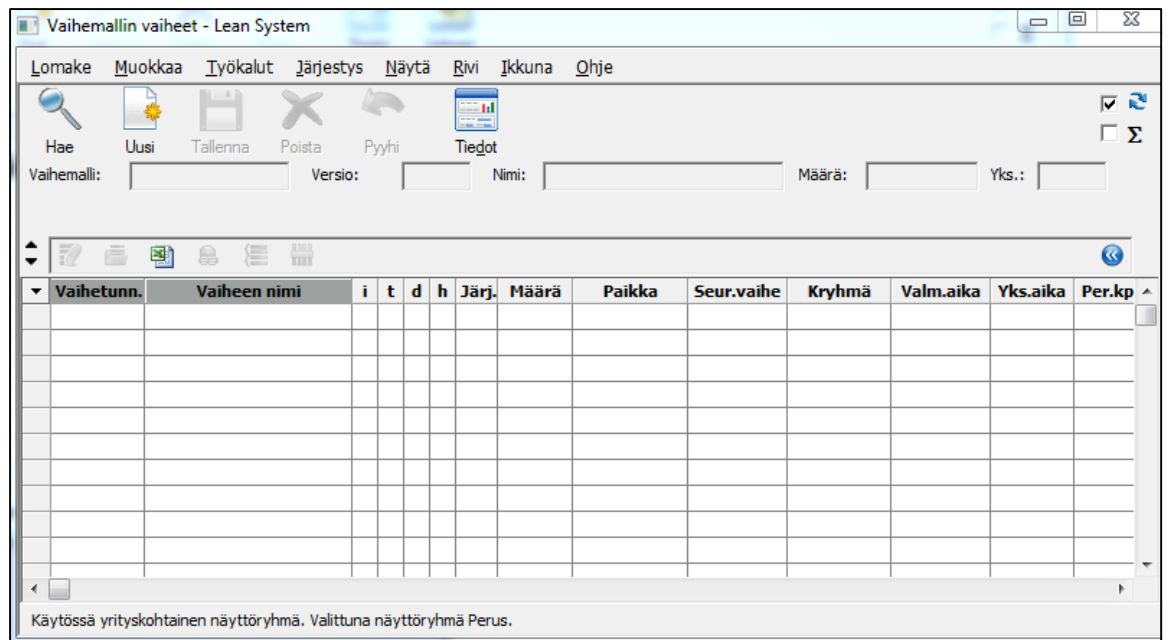 Vaihemallin vaiheet - Lean System
Lomake Muokkaa Työkalut Järjestys Näytä Rivi Ikkuna Ohje
Hae Uusi Tallenna Poista Pyyhi Tiedot
Σ
Vaihemalli: Versio: Nimi: Määrä: Yks.:
Vaihetunn. Vaiheen nimi i t d h Järj. Määrä Paikka Seur.vaihe Kryhmä Valm.aika Yks.aika Per.kp
Käytössä yrityskohtainen näyttöryhmä. Valittuna näyttöryhmä Perus.